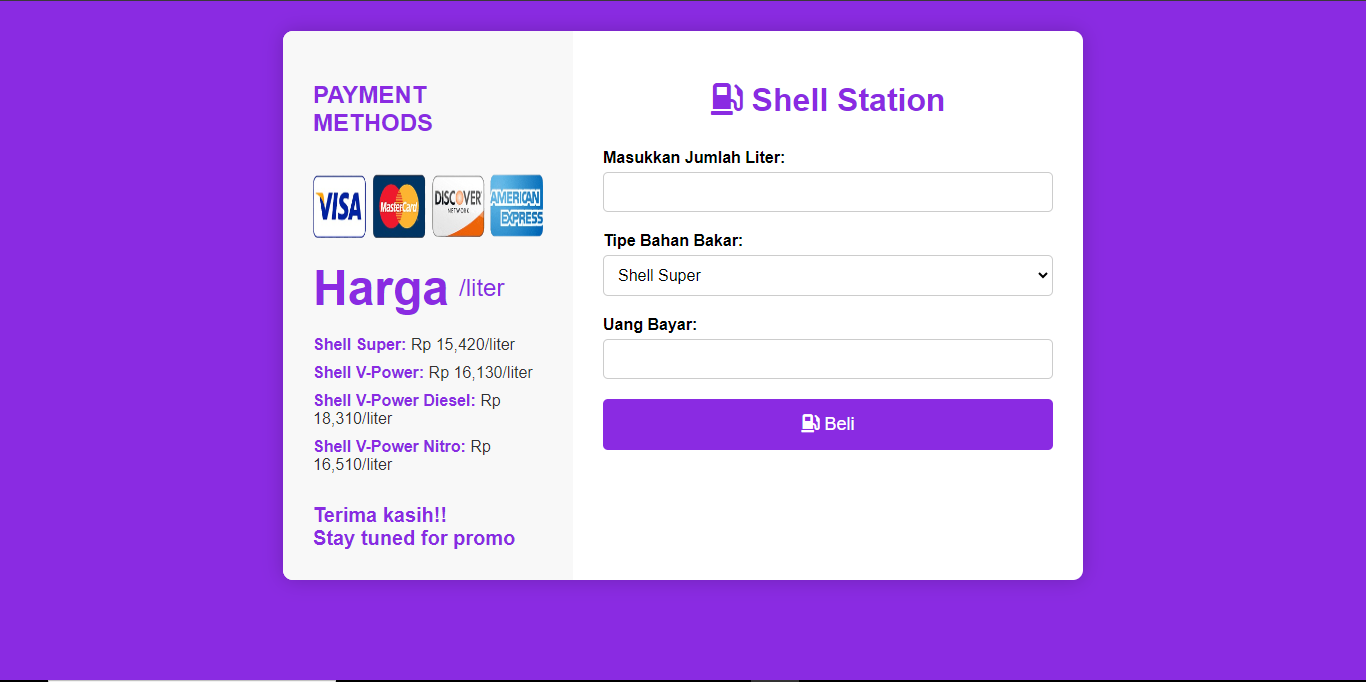 PAYMENT
METHODS
VISA
MasterCard
DISCOVER
NETWORK
AMERICAN
EXPRESS
Harga /liter
Shell Super: Rp 15,420/liter
Shell V-Power: Rp 16,130/liter
Shell V-Power Diesel: Rp
18,310/liter
Shell V-Power Nitro: Rp
16,510/liter
Terima kasih!!
Stay tuned for promo
Shell Station
Masukkan Jumlah Liter:
Tipe Bahan Bakar:
Shell Super
Uang Bayar:
Beli